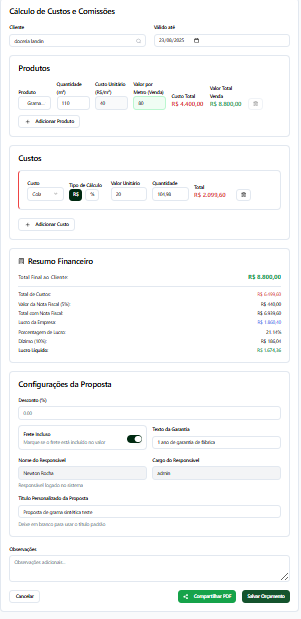 Cálculo de Custos e Comissões
Cliente
Válido até
docería landin
23/08/2025
Produtos
Produto
Quantidade (m²)
Custo Unitário (R$/m²)
Valor por Metro (Venda)
Custo Total
Valor Total Venda
Grama...
110
40
80
R$ 4.400,00
R$ 8.800,00
+ Adicionar Produto
Custos
Custo
Tipo de Cálculo
Valor Unitário
Quantidade
Total
R$
%
20
104,98
R$ 2.099,60
+ Adicionar Custo
Resumo Financeiro
Total Final ao Cliente:
R$ 8.800,00
Total de Custos:
R$ 6.499,60
Valor da Nota Fiscal (5%):
R$ 440,00
Total com Nota Fiscal:
R$ 6.939,60
Lucro da Empresa:
R$ 1.860,40
Porcentagem de Lucro:
21.14%
Dízimo (10%):
R$ 186,04
Lucro Líquido:
R$ 1.674,36
Configurações da Proposta
Desconto (%)
0,00
Frete Incluso
Marque se o frete está incluído no valor
Texto da Garantia
1 ano de garantia de fábrica
Nome do Responsável
Cargo do Responsável
Newton Rocha
admin
Responsável logado no sistema
Título Personalizado da Proposta
Proposta de grama sintética teste
Deixe em branco para usar o título padrão
Observações
Observações adicionais...
Cancelar
Compartilhar PDF
Salvar Orçamento